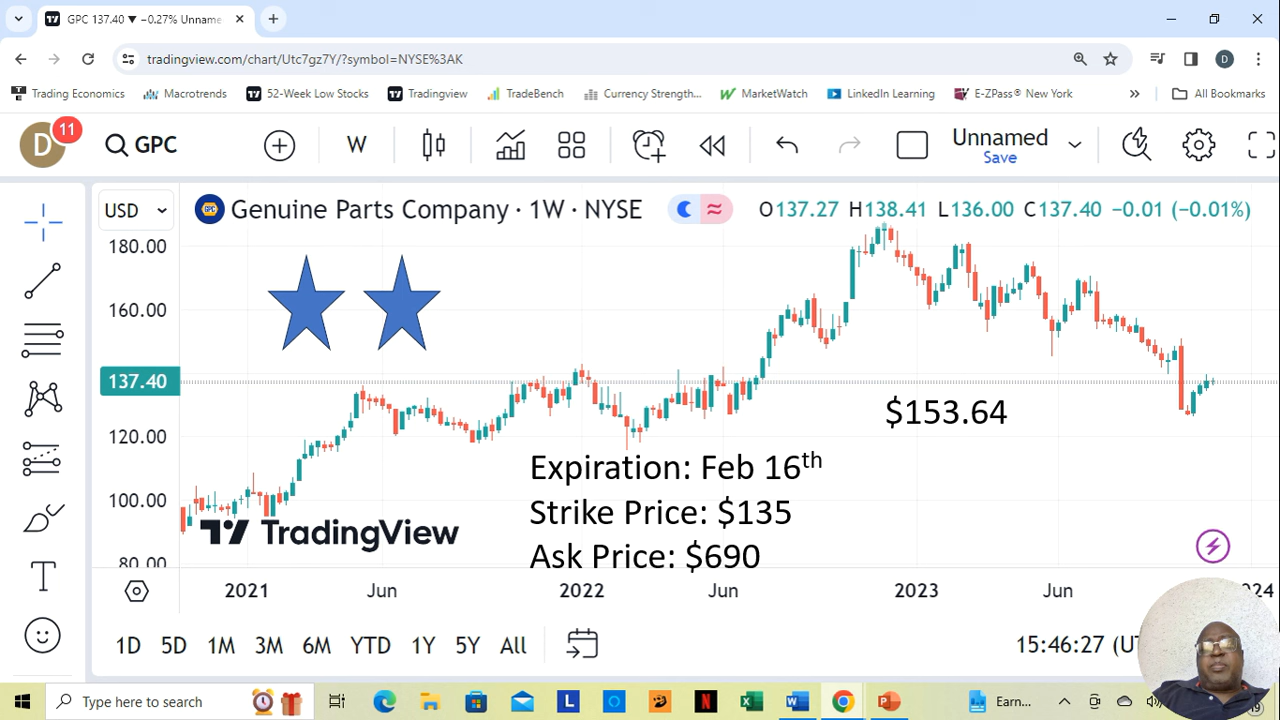 GPC 137.40 ▼ −0.27% Unname
tradingview.com/chart/Utc7gz7Y/?symbol=NYSE%3AK
D
Trading Economics
Macrotrends
52-Week Low Stocks
Tradingview
TradeBench
Currency Strength...
MarketWatch
LinkedIn Learning
E-ZPass® New York
»
All Bookmarks
D
11
GPC
W
Unnamed
Save
USD
Genuine Parts Company · 1W · NYSE
O137.27 H138.41 L136.00 C137.40 −0.01 (−0.01%)
180.00
160.00
137.40
120.00
100.00
80.00
$153.64
Expiration: Feb 16th
Strike Price: $135
Ask Price: $690
TradingView
T
2021
Jun
2022
Jun
2023
Jun
24
1D 5D 1M 3M 6M YTD 1Y 5Y All
15:46:27 (UT
Type here to search
L
N
Earn...